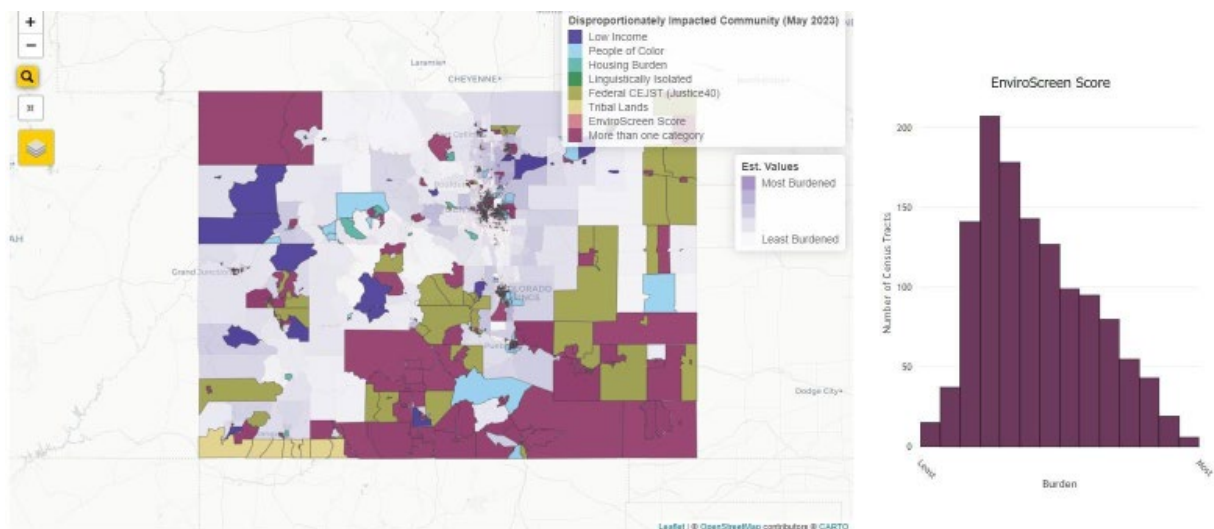 +
−
Disproportionately Impacted Community (May 2023)
Low Income
People of Color
Housing Burden
Linguistically Isolated
Federal CEJST (Justice40)
Tribal Lands
EnviroScreen Score
More than one category
Laramie
CHEYENNE
Est. Values
Most Burdened
Least Burdened
Grand Junction
COLORADO
Dodge City
Leaflet | © OpenStreetMap contributors © CARTO
EnviroScreen Score
Number of Census Tracts
200
150
100
50
0
Least
Most
Burden